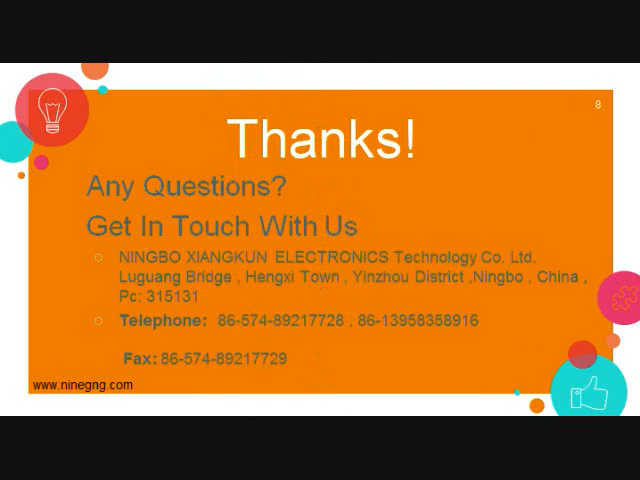 8
Thanks!
Any Questions?
Get In Touch With Us
NINGBO XIANGKUN ELECTRONICS Technology Co. Ltd.
Luguang Bridge , Hengxi Town , Yinzhou District ,Ningbo , China ,
Pc: 315131
Telephone: 86-574-89217728 , 86-13958358916
Fax: 86-574-89217729
www.ninegng.com